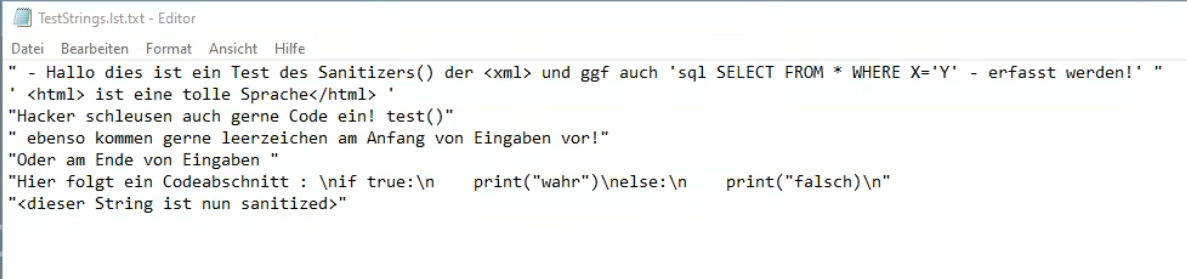 TestStrings.lst.txt - Editor
Datei Bearbeiten Format Ansicht Hilfe
" - Hallo dies ist ein Test des Sanitizers() der <xml> und ggf auch 'sql SELECT FROM * WHERE X='Y' - erfasst werden!' "
' <html> ist eine tolle Sprache</html> '
"Hacker schleusen auch gerne Code ein! test()"
" ebenso kommen gerne leerzeichen am Anfang von Eingaben vor!"
"Oder am Ende von Eingaben "
"Hier folgt ein Codeabschnitt : \nif true:\n    print("wahr")\nelse:\n    print("falsch)\n"
"<dieser String ist nun sanitized>"